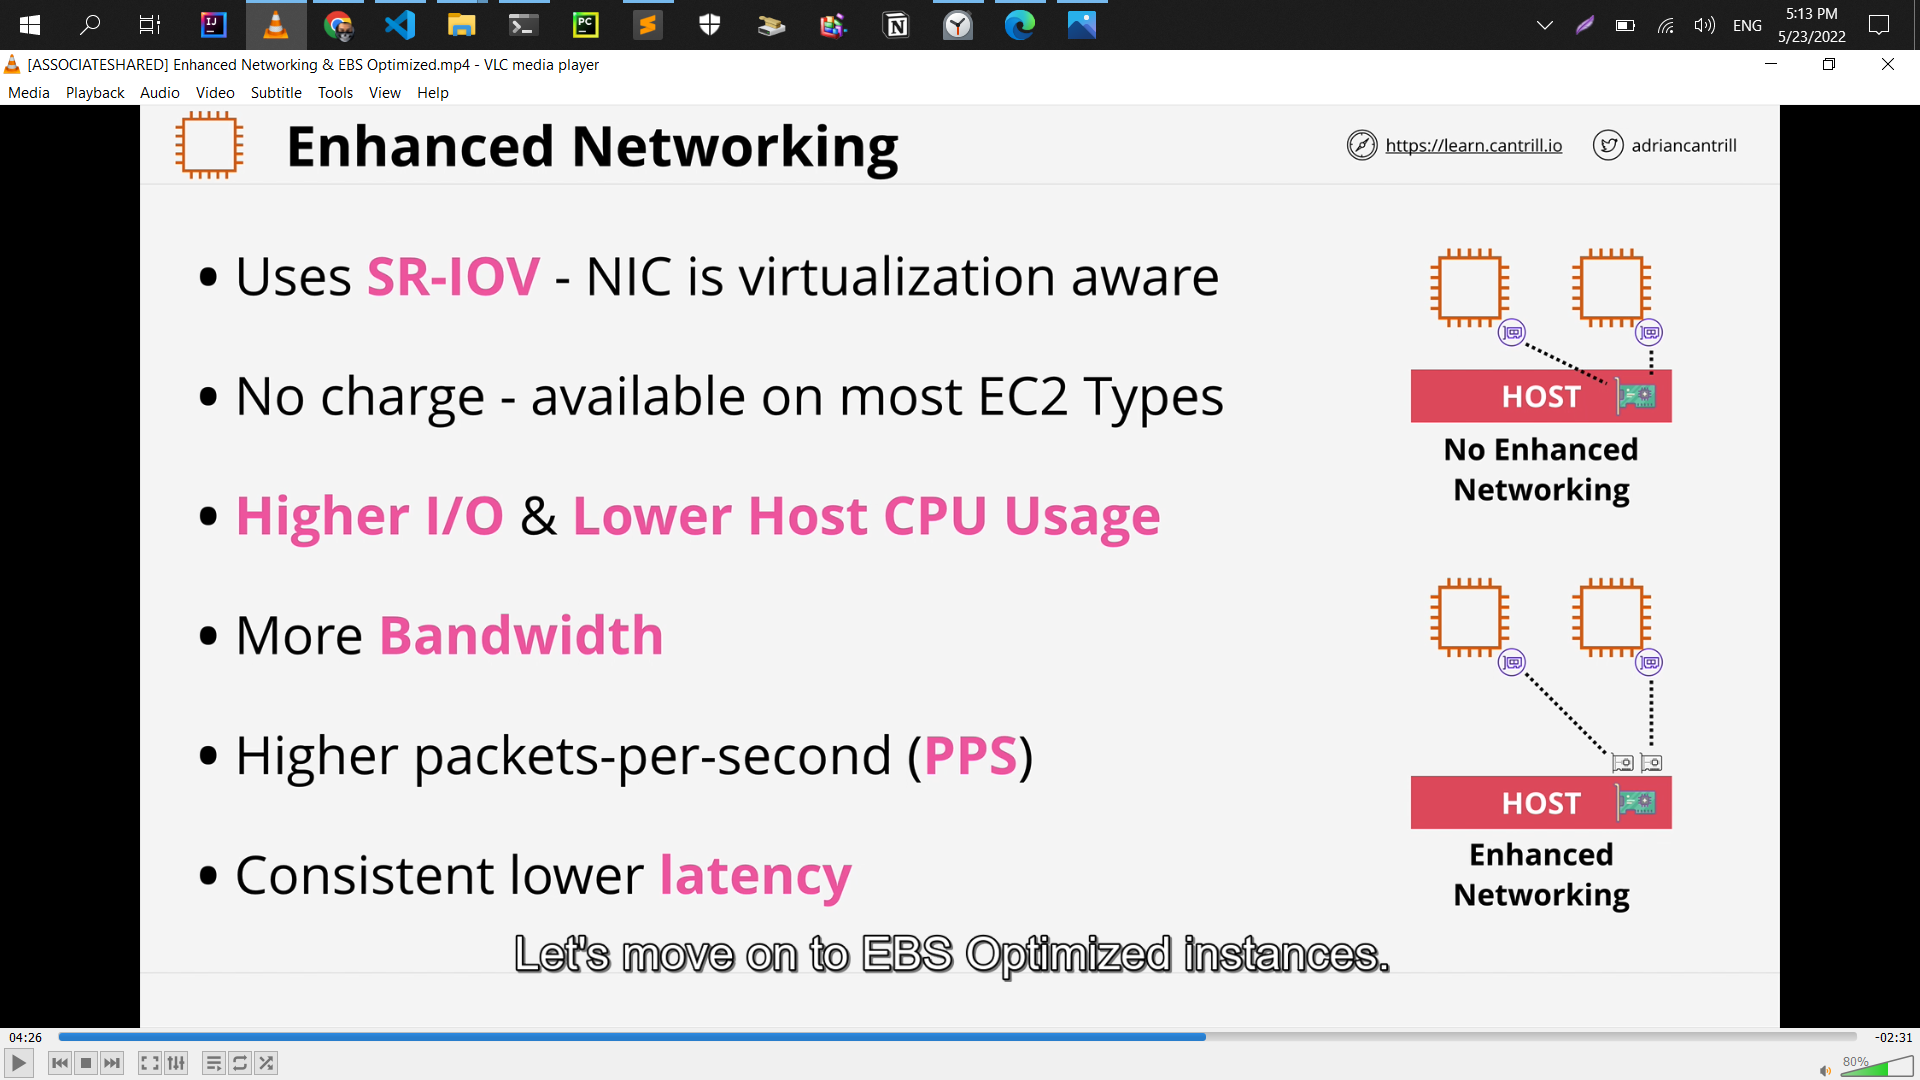 5:13 PM
ENG
5/23/2022
[ASSOCIATESHARED] Enhanced Networking & EBS Optimized.mp4 - VLC media player
Media Playback Audio Video Subtitle Tools View Help
Enhanced Networking
https://learn.cantrill.io
adriancantrill
• Uses SR-IOV - NIC is virtualization aware
• No charge - available on most EC2 Types
• Higher I/O & Lower Host CPU Usage
• More Bandwidth
• Higher packets-per-second (PPS)
• Consistent lower latency
HOST
No Enhanced
Networking
HOST
Enhanced
Networking
Let's move on to EBS Optimized instances.
04:26
-02:31
80%